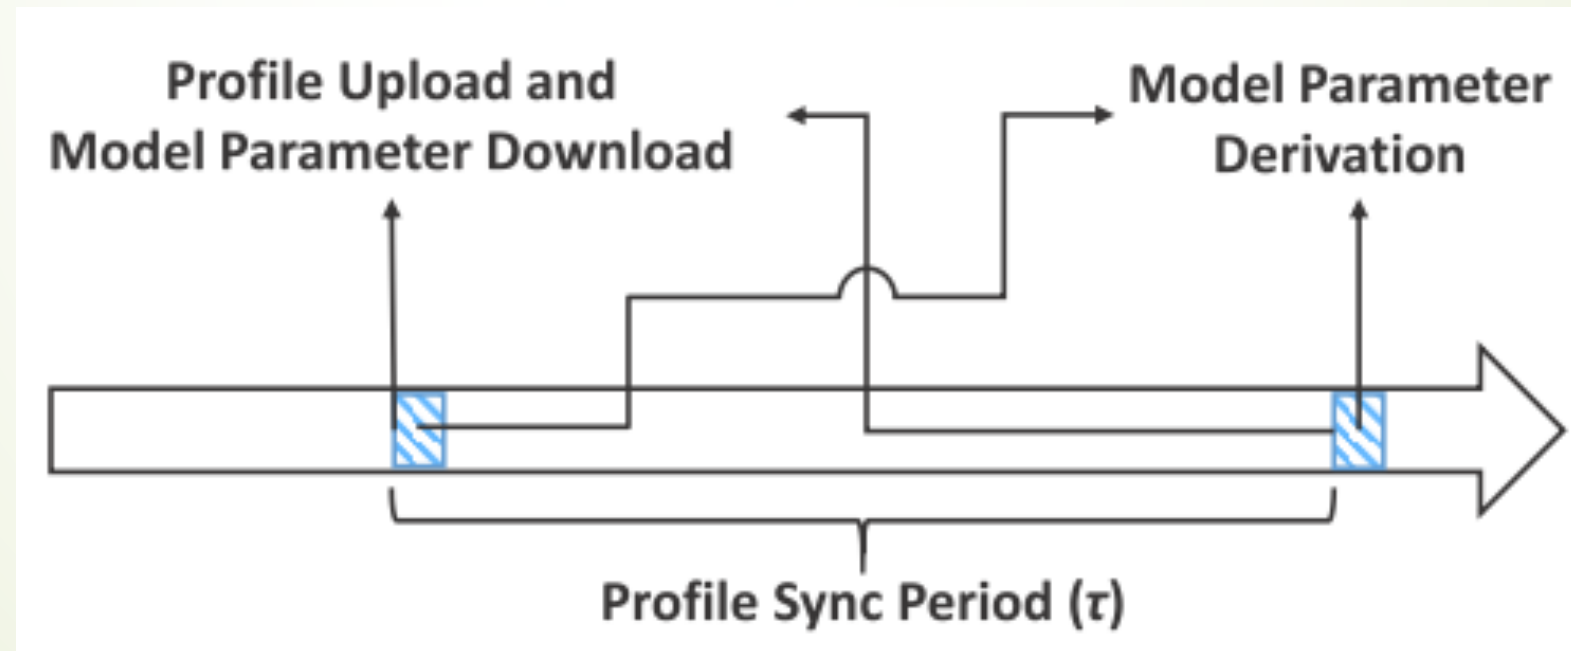 Profile Upload and
Model Parameter Download
Model Parameter
Derivation
Profile Sync Period (τ)